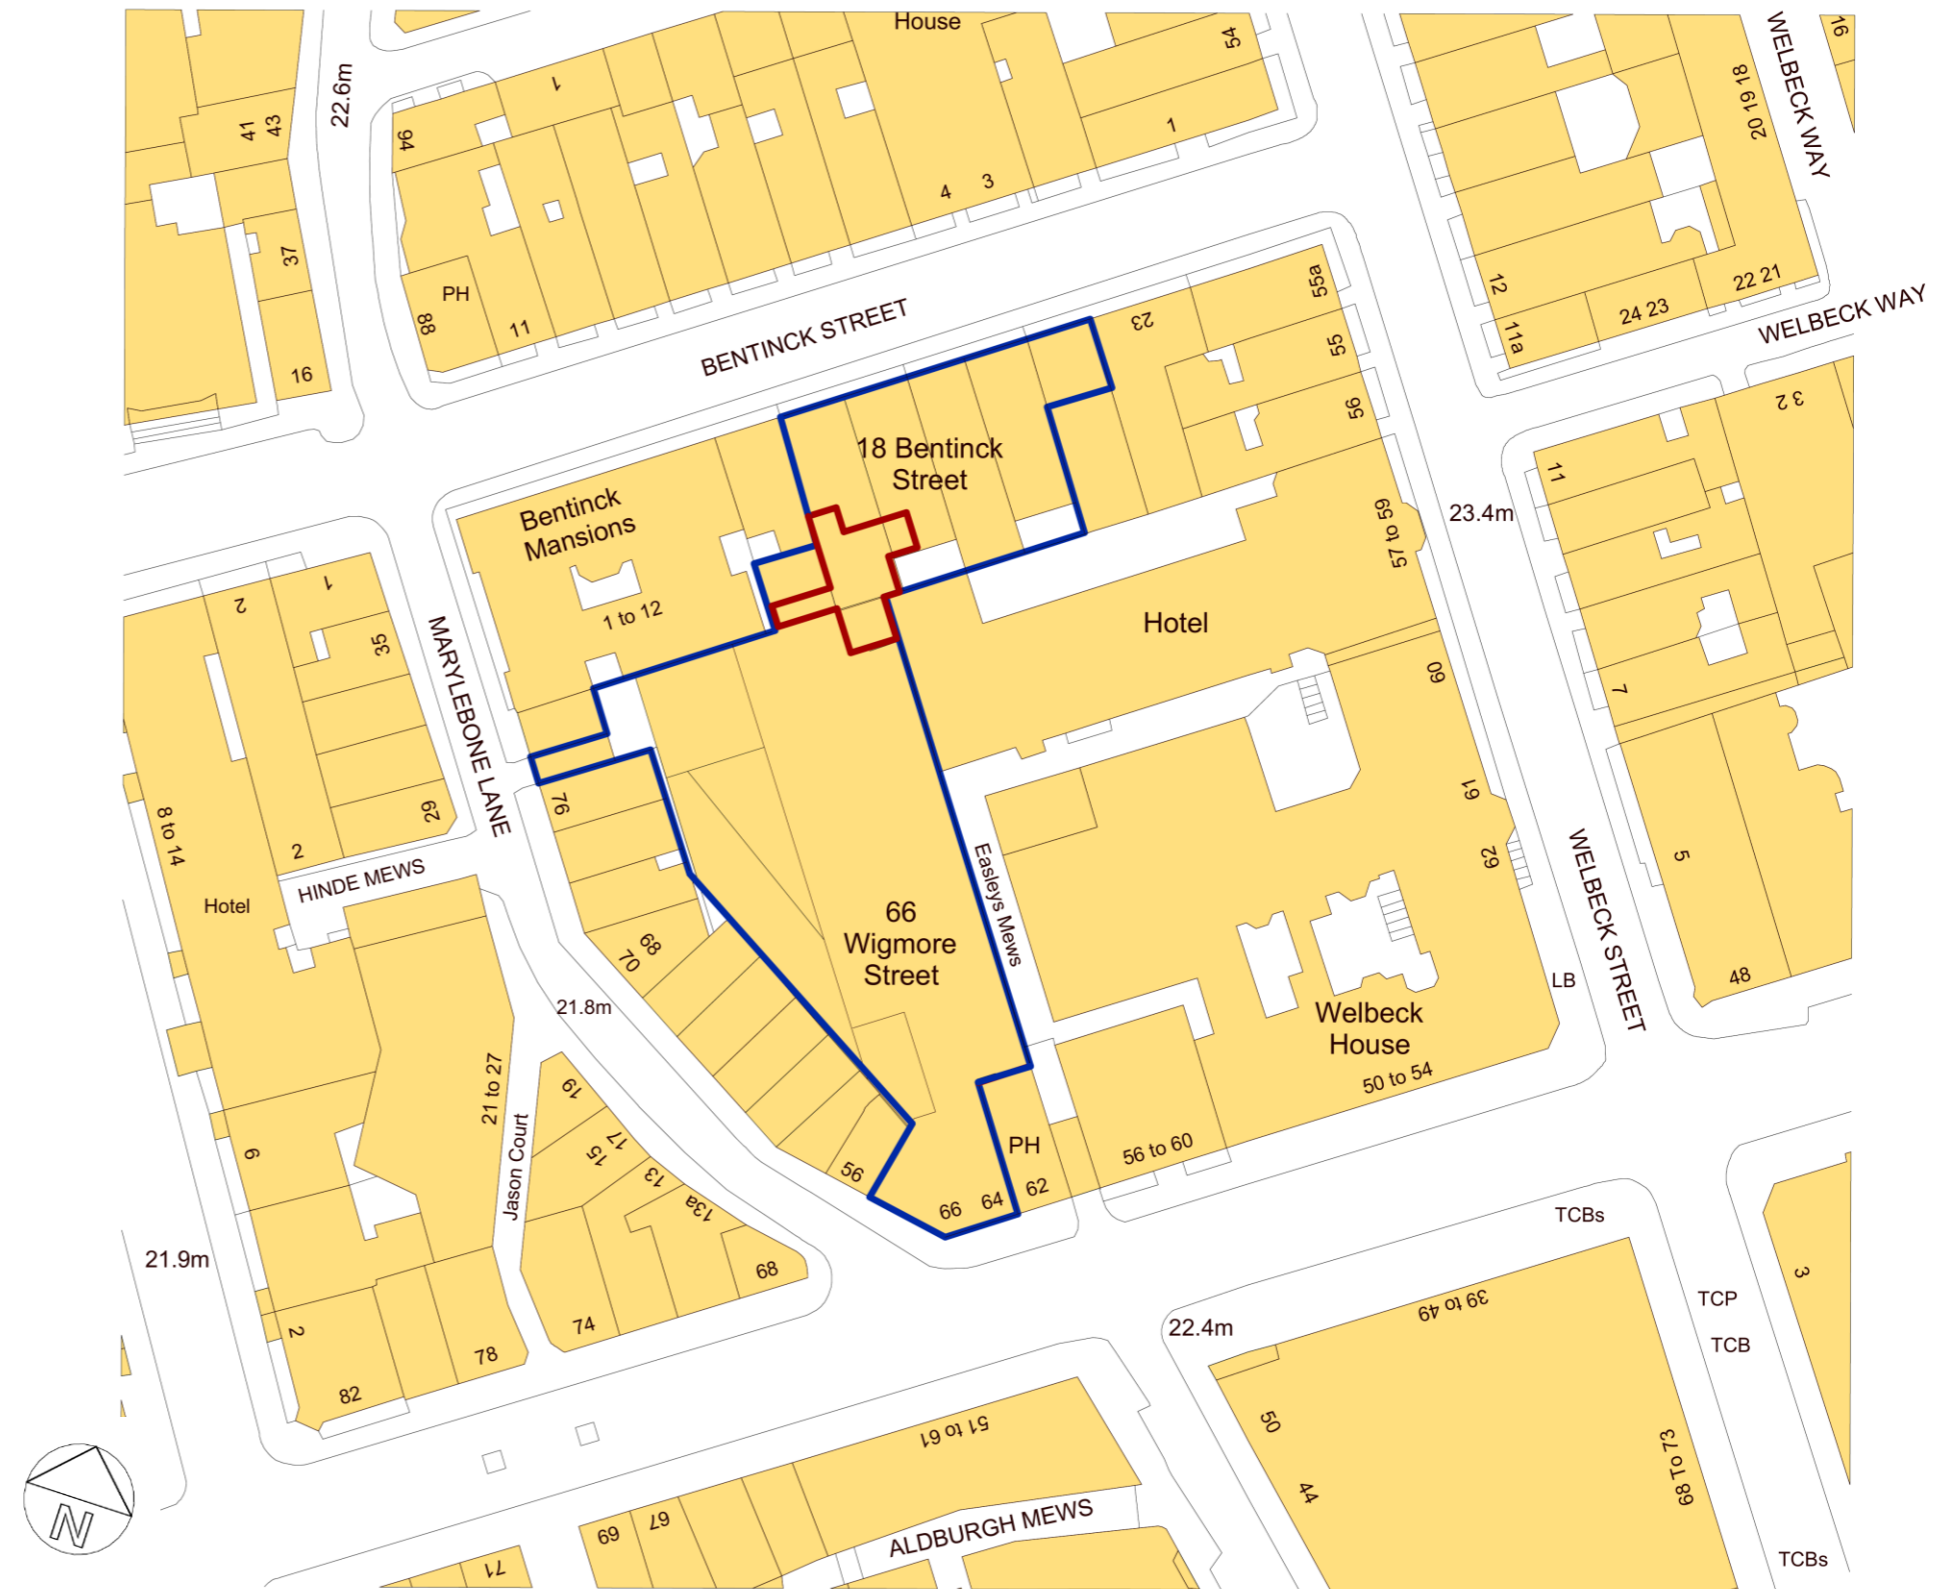 House
54
16
WELBECK WAY
1
22.6m
41
43
94
1
20 19 18
4
3
37
PH
88
11
12
11a
24 23
22 21
WELBECK WAY
16
BENTINCK STREET
23
55a
55
56
3 2
18 Bentinck
Street
11
Bentinck
Mansions
57 to 59
23.4m
1 to 12
Hotel
2
1
35
60
7
MARYLEBONE LANE
76
61
8 to 14
29
2
HINDE MEWS
62
5
Hotel
Easleys Mews
WELBECK STREET
66
Wigmore
Street
68
70
LB
48
21.8m
Welbeck
House
50 to 54
21 to 27
19
17
15
13
13a
Jason Court
9
PH
56 to 60
56
66
64
62
TCBs
21.9m
68
3
39 to 49
TCP
22.4m
TCB
74
2
78
82
50
51 to 61
44
68 To 73
69
67
ALDBURGH MEWS
71
TCBs
N